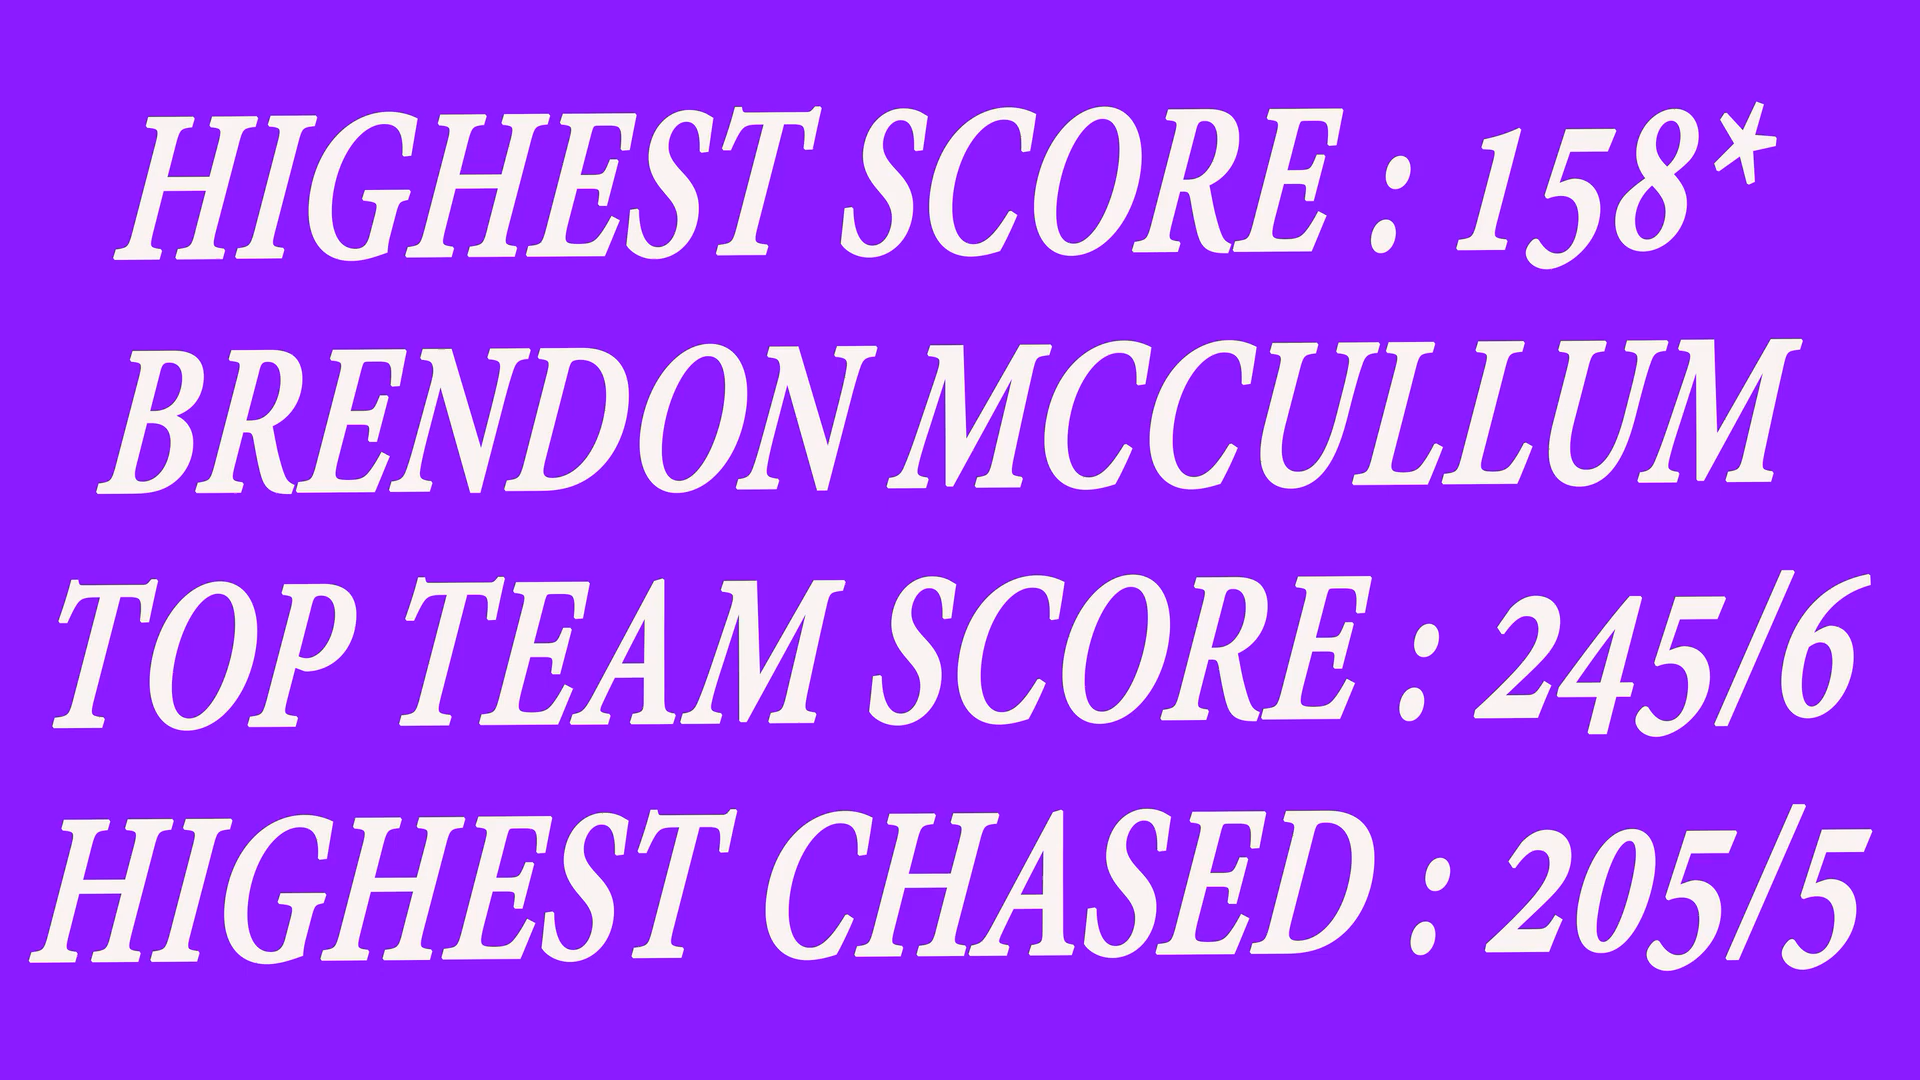 HIGHEST SCORE : 158*
BRENDON MCCULLUM
TOP TEAM SCORE : 245/6
HIGHEST CHASED : 205/5